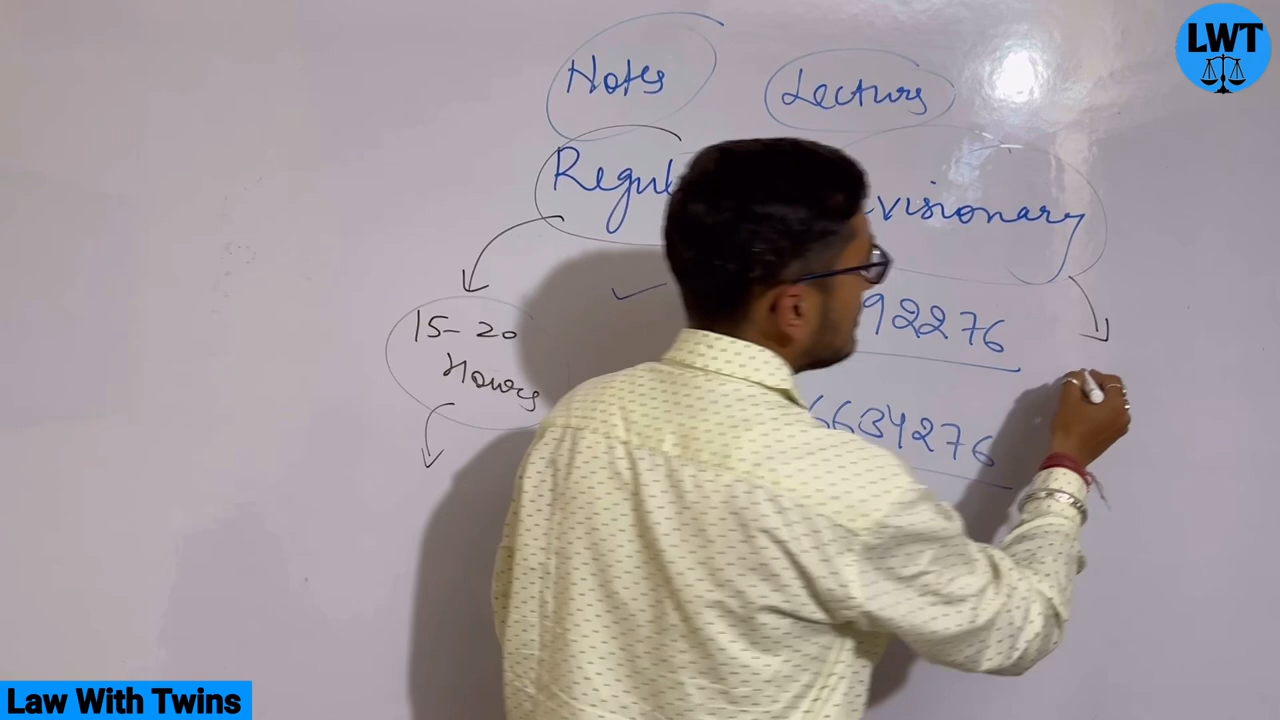 LWT
Notes Lecture
Regul visionary
15-20
Hours
92276
6634276
Law With Twins